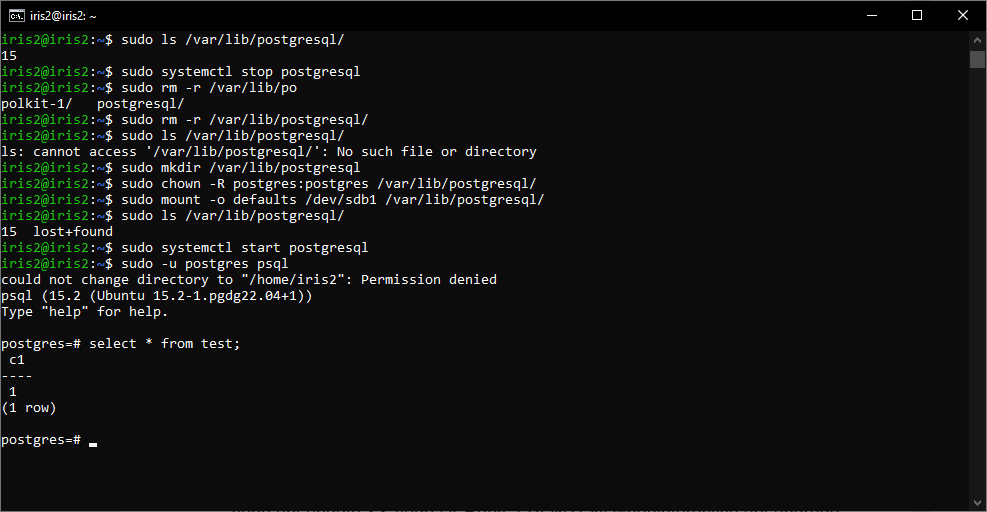 iris2@iris2: ~
iris2@iris2:~$ sudo ls /var/lib/postgresql/
15
iris2@iris2:~$ sudo systemctl stop postgresql
iris2@iris2:~$ sudo rm -r /var/lib/po
polkit-1/   postgresql/
iris2@iris2:~$ sudo rm -r /var/lib/postgresql/
iris2@iris2:~$ sudo ls /var/lib/postgresql/
ls: cannot access '/var/lib/postgresql/': No such file or directory
iris2@iris2:~$ sudo mkdir /var/lib/postgresql
iris2@iris2:~$ sudo chown -R postgres:postgres /var/lib/postgresql/
iris2@iris2:~$ sudo mount -o defaults /dev/sdb1 /var/lib/postgresql/
iris2@iris2:~$ sudo ls /var/lib/postgresql/
15  lost+found
iris2@iris2:~$ sudo systemctl start postgresql
iris2@iris2:~$ sudo -u postgres psql
could not change directory to "/home/iris2": Permission denied
psql (15.2 (Ubuntu 15.2-1.pgdg22.04+1))
Type "help" for help.
postgres=# select * from test;
 c1
----
 1
(1 row)
postgres=#